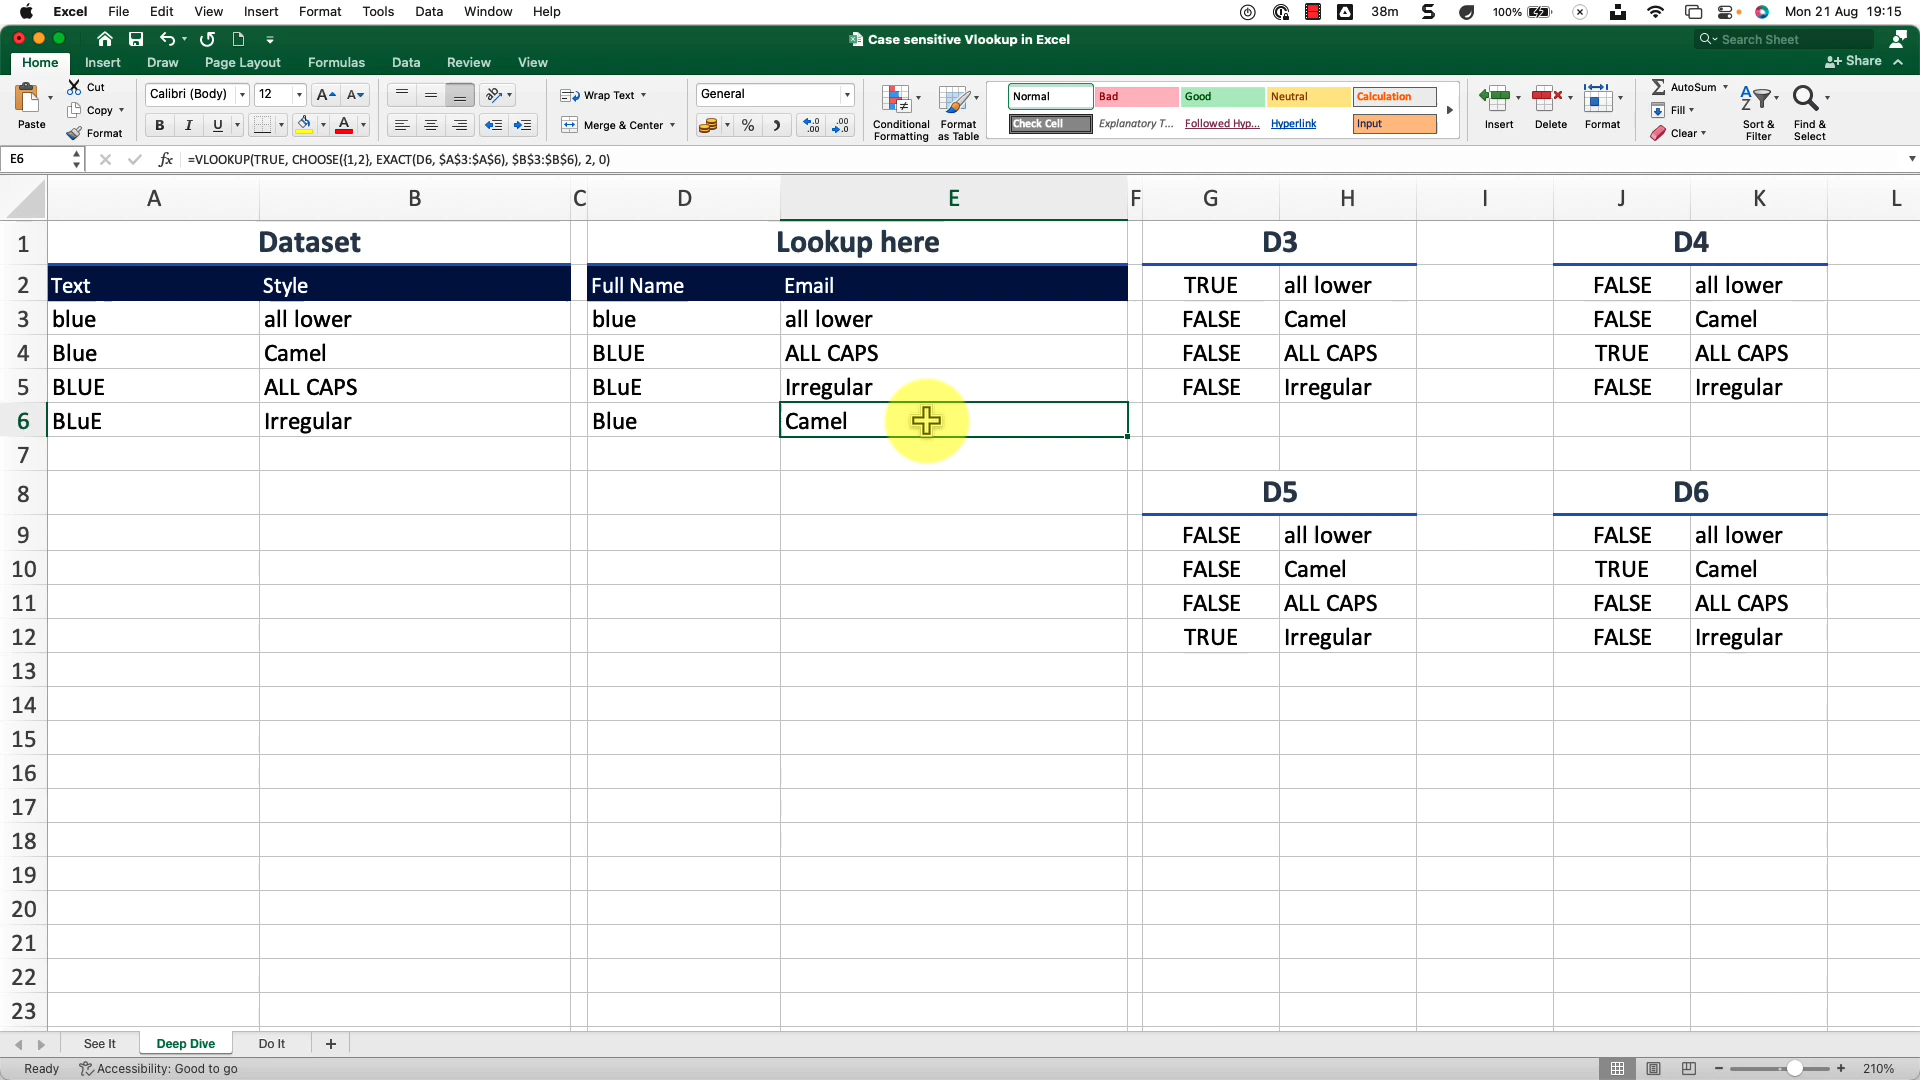 Excel File Edit View Insert Format Tools Data Window Help 38m 100% Mon 21 Aug 19:15
Case sensitive Vlookup in Excel Search Sheet
Home Insert Draw Page Layout Formulas Data Review View Share
Paste Cut Copy Format
Calibri (Body) 12 A A
B I U A
Wrap Text
Merge & Center
General
% .00 .0
Conditional Formatting
Format as Table
Normal Bad Good Neutral Calculation
Check Cell Explanatory T... Followed Hyp... Hyperlink Input
Insert Delete Format
AutoSum
Fill
Clear
Sort & Filter
Find & Select
E6 fx =VLOOKUP(TRUE, CHOOSE({1,2}, EXACT(D6, $A$3:$A$6), $B$3:$B$6), 2, 0)
A B C D E F G H I J K L
1 Dataset Lookup here D3 D4
2 Text Style Full Name Email TRUE all lower FALSE all lower
3 blue all lower blue all lower FALSE Camel FALSE Camel
4 Blue Camel BLUE ALL CAPS FALSE ALL CAPS TRUE ALL CAPS
5 BLUE ALL CAPS BLuE Irregular FALSE Irregular FALSE Irregular
6 BLuE Irregular Blue Camel
7
8 D5 D6
9 FALSE all lower FALSE all lower
10 FALSE Camel TRUE Camel
11 FALSE ALL CAPS FALSE ALL CAPS
12 TRUE Irregular FALSE Irregular
13
14
15
16
17
18
19
20
21
22
23
See It Deep Dive Do It +
Ready Accessibility: Good to go 210%